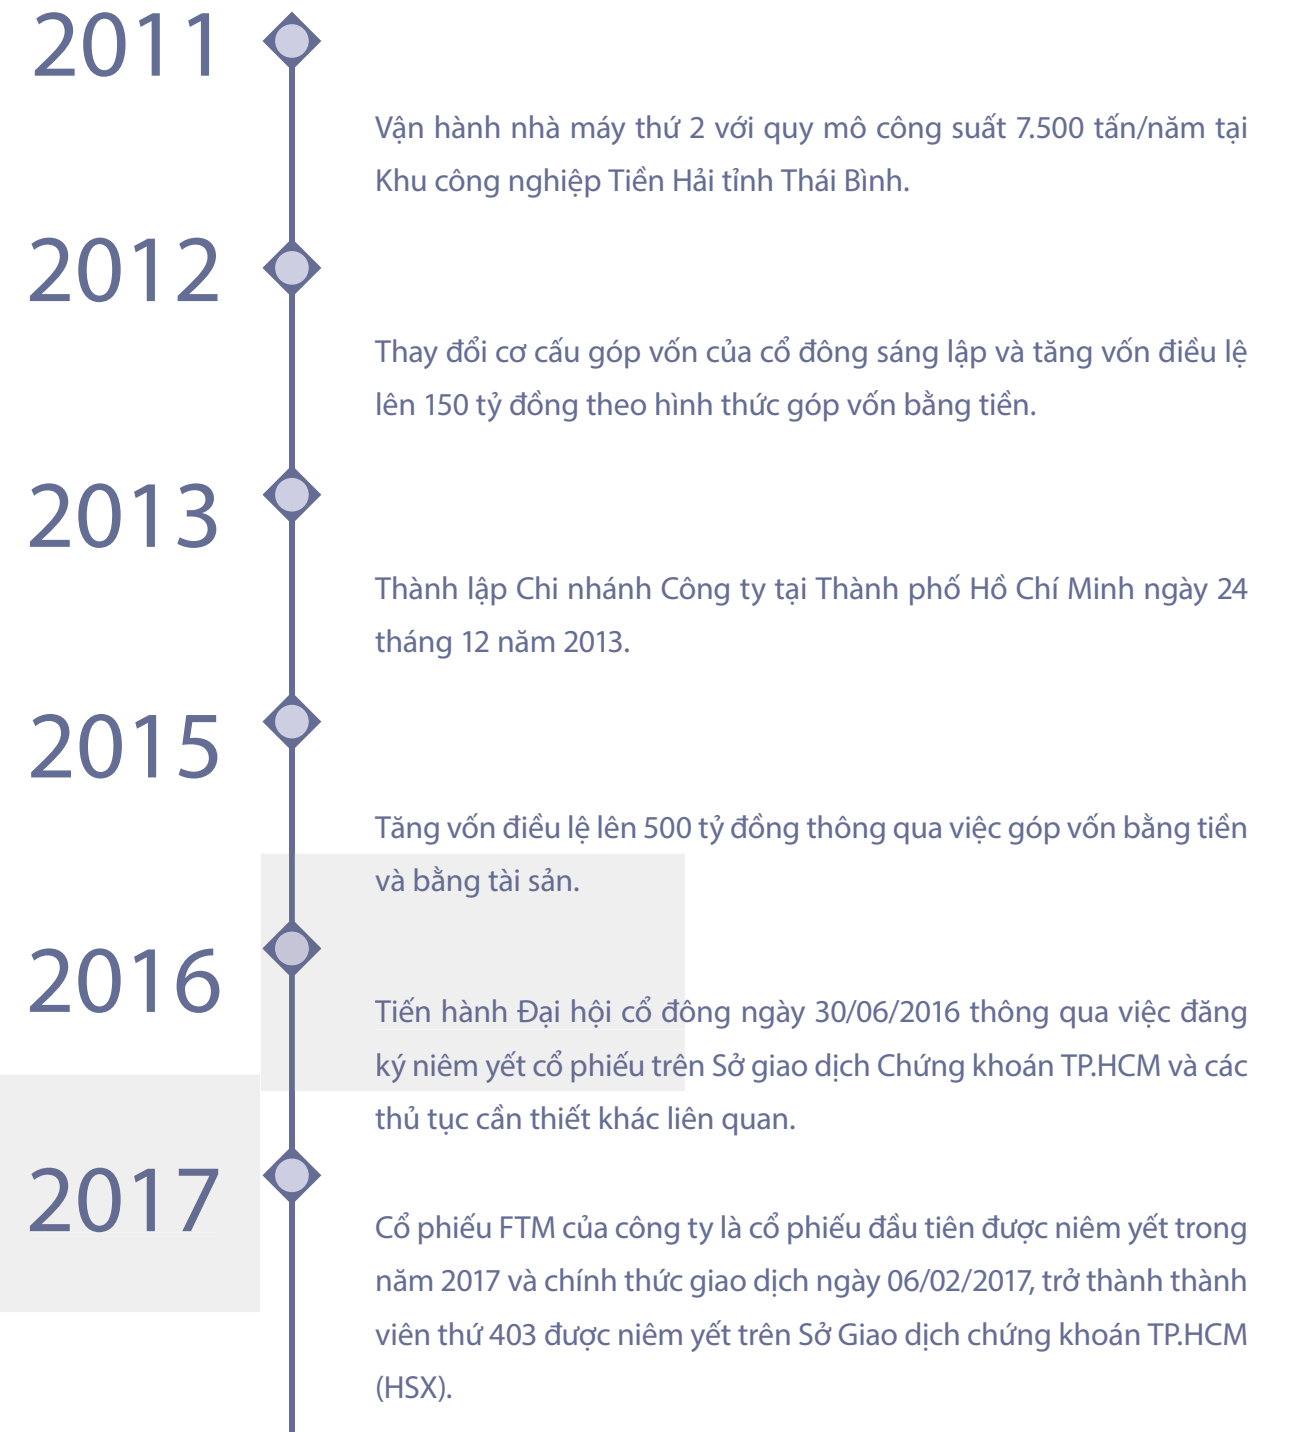 2011
Vận hành nhà máy thứ 2 với quy mô công suất 7.500 tấn/năm tại
Khu công nghiệp Tiền Hải tỉnh Thái Bình.
2012
Thay đổi cơ cấu góp vốn của cổ đông sáng lập và tăng vốn điều lệ
lên 150 tỷ đồng theo hình thức góp vốn bằng tiền.
2013
Thành lập Chi nhánh Công ty tại Thành phố Hồ Chí Minh ngày 24
tháng 12 năm 2013.
2015
Tăng vốn điều lệ lên 500 tỷ đồng thông qua việc góp vốn bằng tiền
và bằng tài sản.
2016
Tiến hành Đại hội cổ đông ngày 30/06/2016 thông qua việc đăng
ký niêm yết cổ phiếu trên Sở giao dịch Chứng khoán TP.HCM và các
thủ tục cần thiết khác liên quan.
2017
Cổ phiếu FTM của công ty là cổ phiếu đầu tiên được niêm yết trong
năm 2017 và chính thức giao dịch ngày 06/02/2017, trở thành thành
viên thứ 403 được niêm yết trên Sở Giao dịch chứng khoán TP.HCM
(HSX).